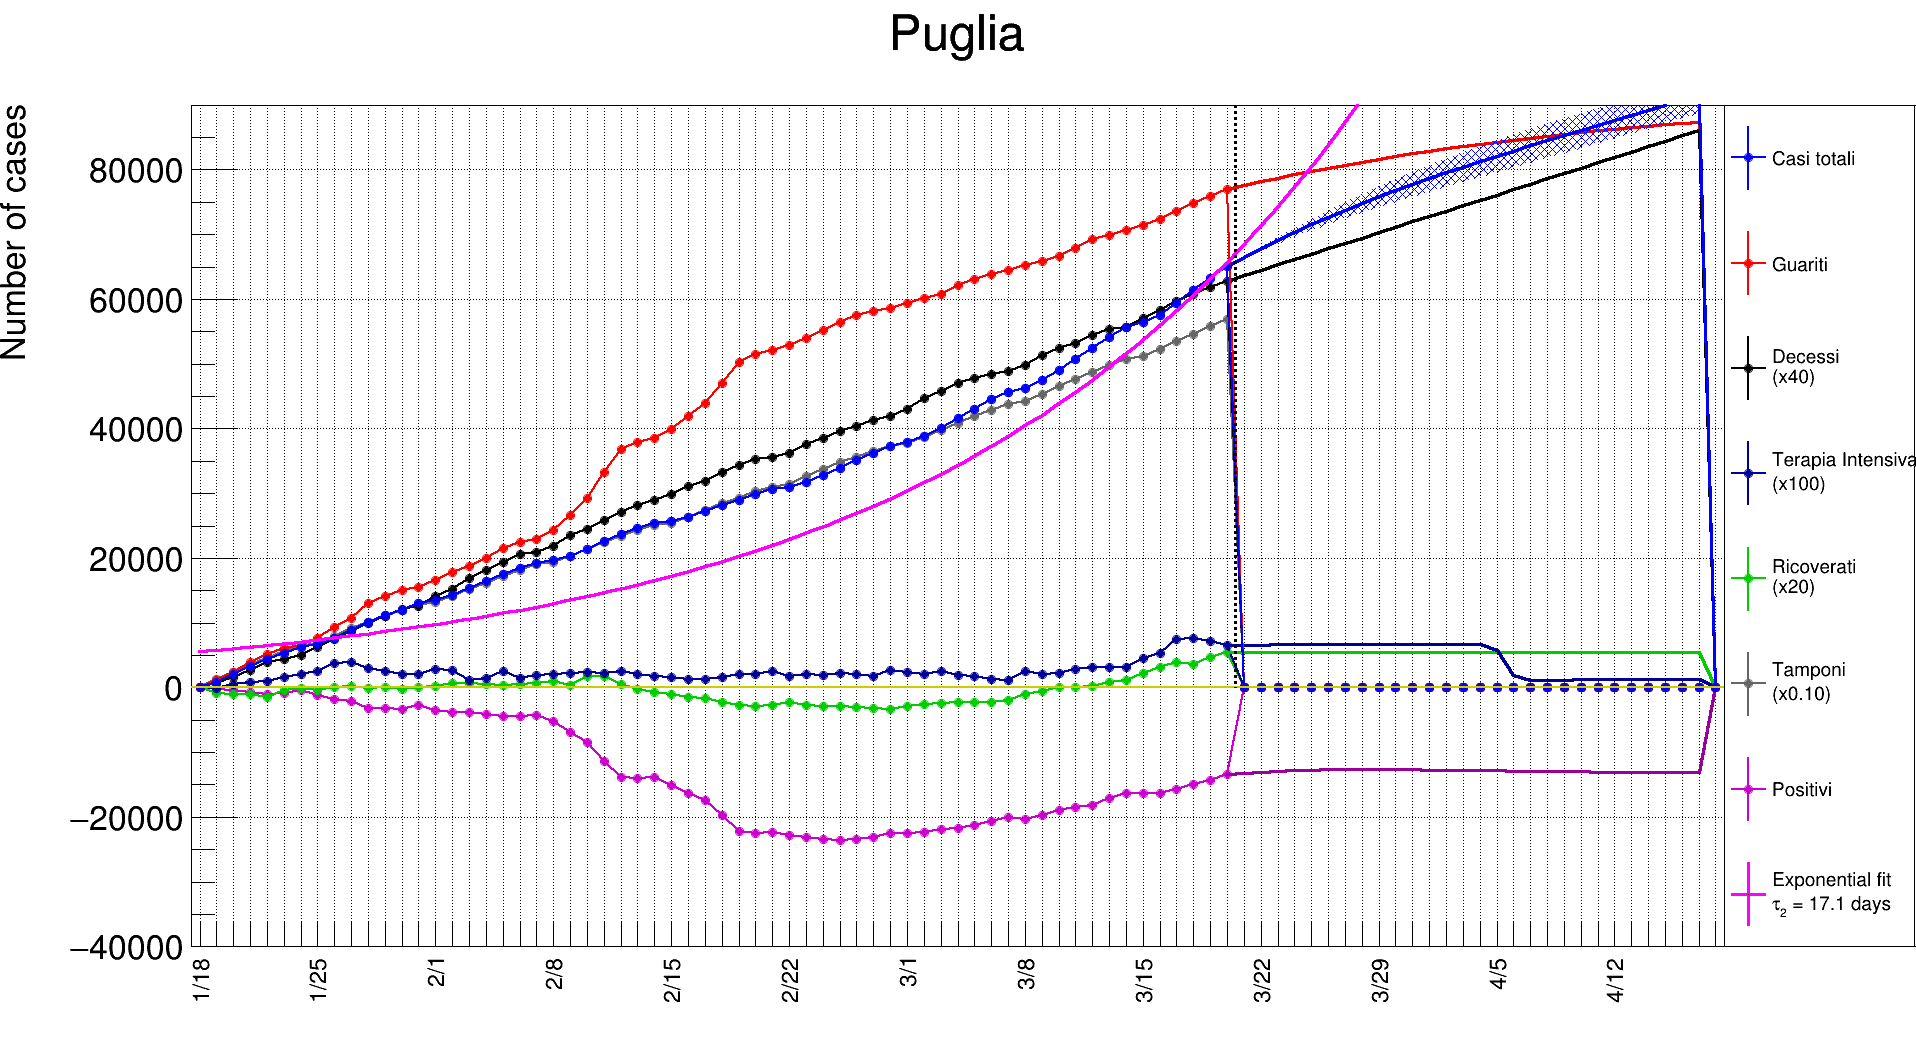 Puglia
Number of cases
80000
60000
40000
20000
0
−20000
−40000
1/18
1/25
2/1
2/8
2/15
2/22
3/1
3/8
3/15
3/22
3/29
4/5
4/12
Casi totali
Guariti
Decessi
(x40)
Terapia Intensiva
(x100)
Ricoverati
(x20)
Tamponi
(x0.10)
Positivi
Exponential fit
τ2 = 17.1 days